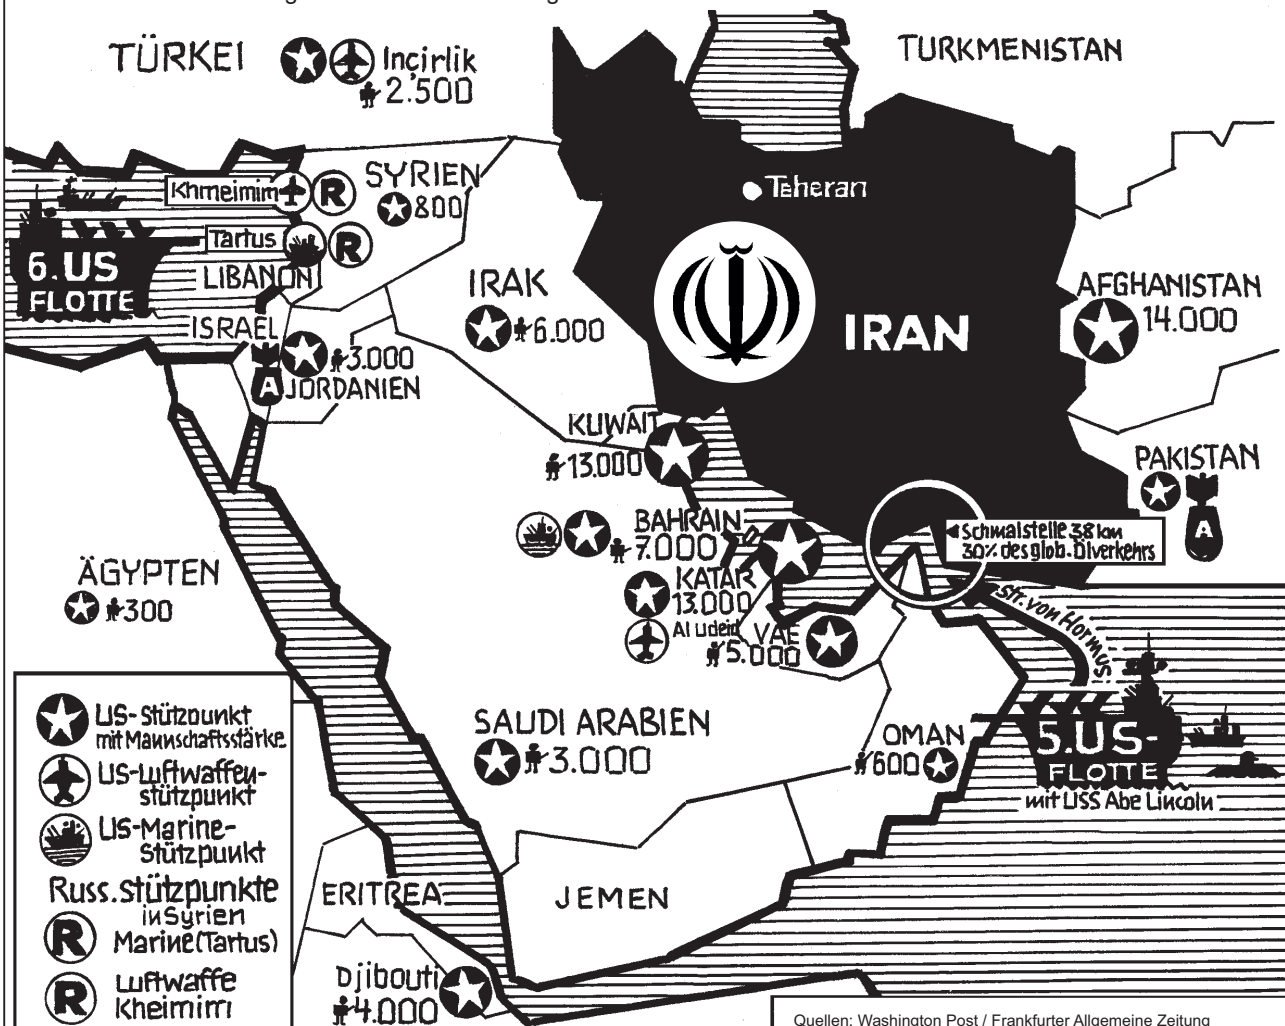 TÜRKEI
Inçirlik
2.500
TURKMENISTAN
Khmeimim
R
SYRIEN
800
Teheran
Tartus
R
6. US
FLOTTE
LIBANON
IRAK
6.000
IRAN
AFGHANISTAN
14.000
ISRAEL
3.000
A
JORDANIEN
KUWAIT
13.000
PAKISTAN
A
BAHRAIN
7.000
Schmalstelle 38 km
30% des glob. Ölverkehrs
ÄGYPTEN
300
KATAR
13.000
Al udeid
VAE
5.000
Str. von Hormus
SAUDI ARABIEN
3.000
OMAN
600
5. US-
FLOTTE
mit USS Abe Lincoln
US-Stützpunkt
mit Mannschaftsstärke
US-Luftwaffen-
stützpunkt
US-Marine-
Stützpunkt
Russ. stützpunkte
in Syrien
R
Marine (Tartus)
R
Luftwaffe
Kheimim
ERITREA
JEMEN
Djibouti
4.000
Quellen: Washington Post / Frankfurter Allgemeine Zeitung